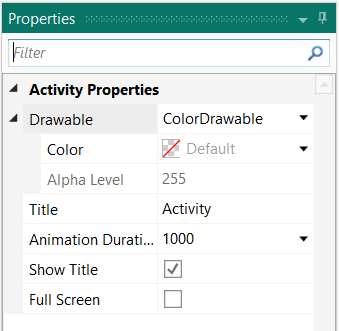 Properties
Filter
Activity Properties
Drawable ColorDrawable
Color Default
Alpha Level 255
Title Activity
Animation Durati... 1000
Show Title
Full Screen